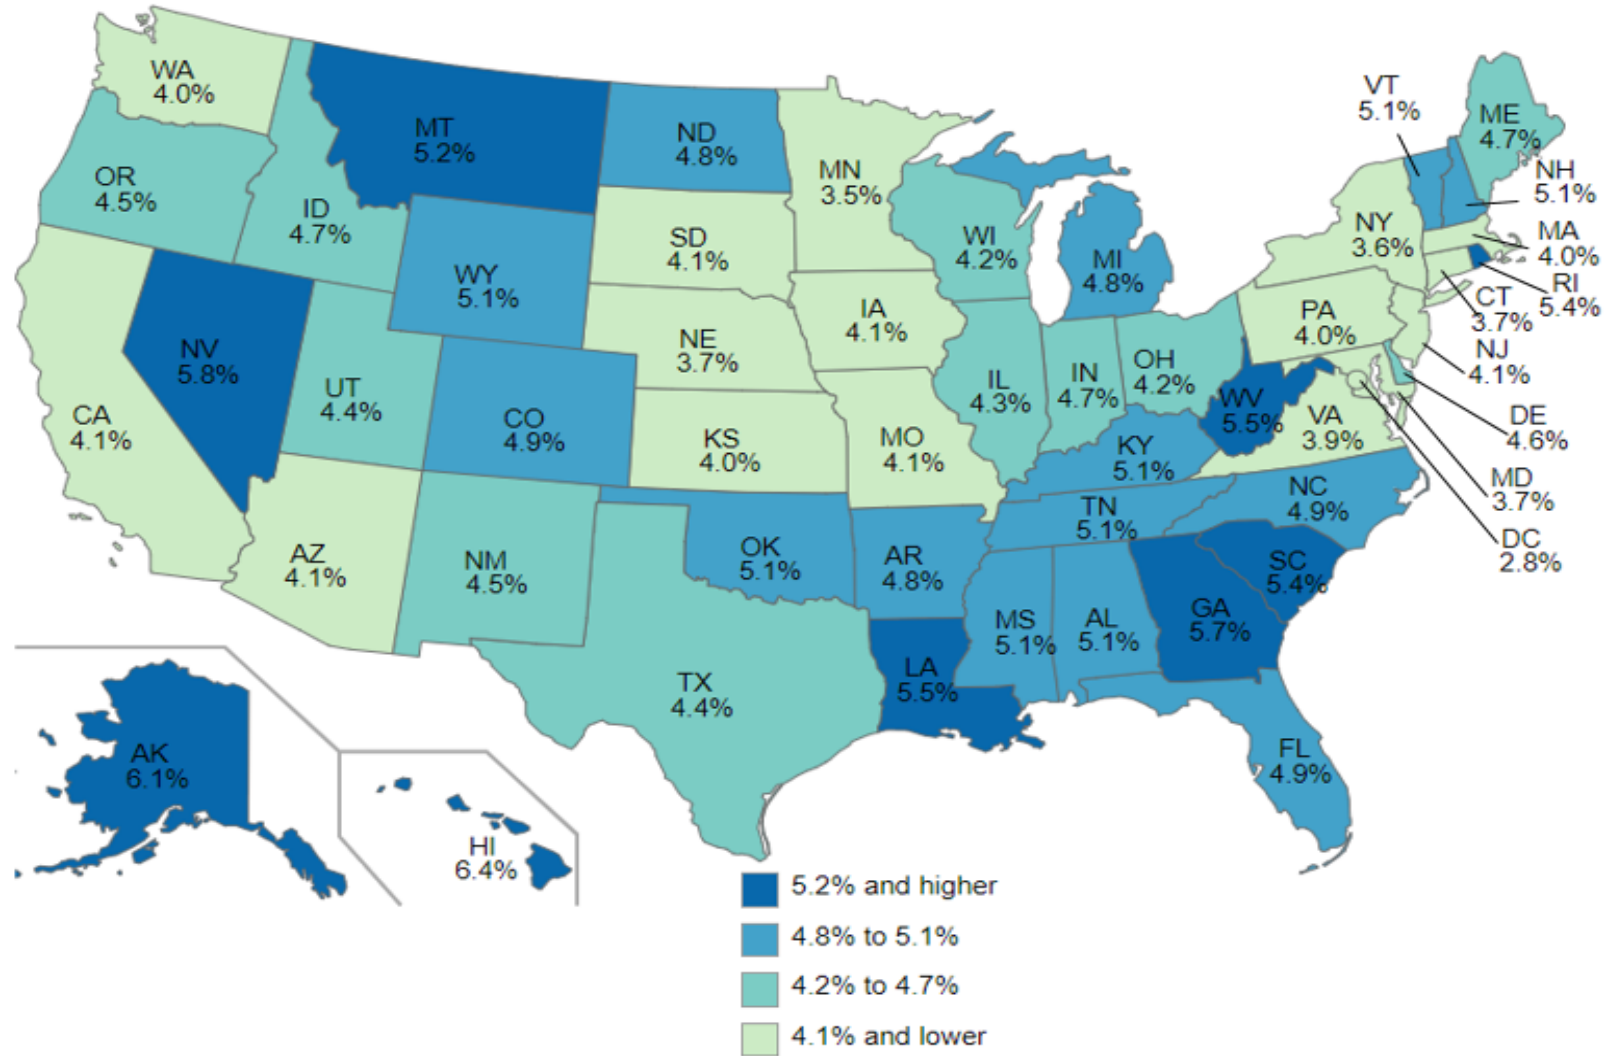 WA
4.0%
MT
5.2%
ND
4.8%
MN
3.5%
VT
5.1%
ME
4.7%
NH
5.1%
OR
4.5%
ID
4.7%
WY
5.1%
SD
4.1%
WI
4.2%
MI
4.8%
NY
3.6%
MA
4.0%
RI
5.4%
CT
3.7%
NV
5.8%
UT
4.4%
CO
4.9%
NE
3.7%
IA
4.1%
IL
4.3%
IN
4.7%
OH
4.2%
PA
4.0%
NJ
4.1%
CA
4.1%
KS
4.0%
MO
4.1%
KY
5.1%
WV
5.5%
VA
3.9%
DE
4.6%
MD
3.7%
DC
2.8%
AZ
4.1%
NM
4.5%
OK
5.1%
AR
4.8%
TN
5.1%
NC
4.9%
SC
5.4%
MS
5.1%
AL
5.1%
GA
5.7%
TX
4.4%
LA
5.5%
FL
4.9%
AK
6.1%
HI
6.4%
5.2% and higher
4.8% to 5.1%
4.2% to 4.7%
4.1% and lower